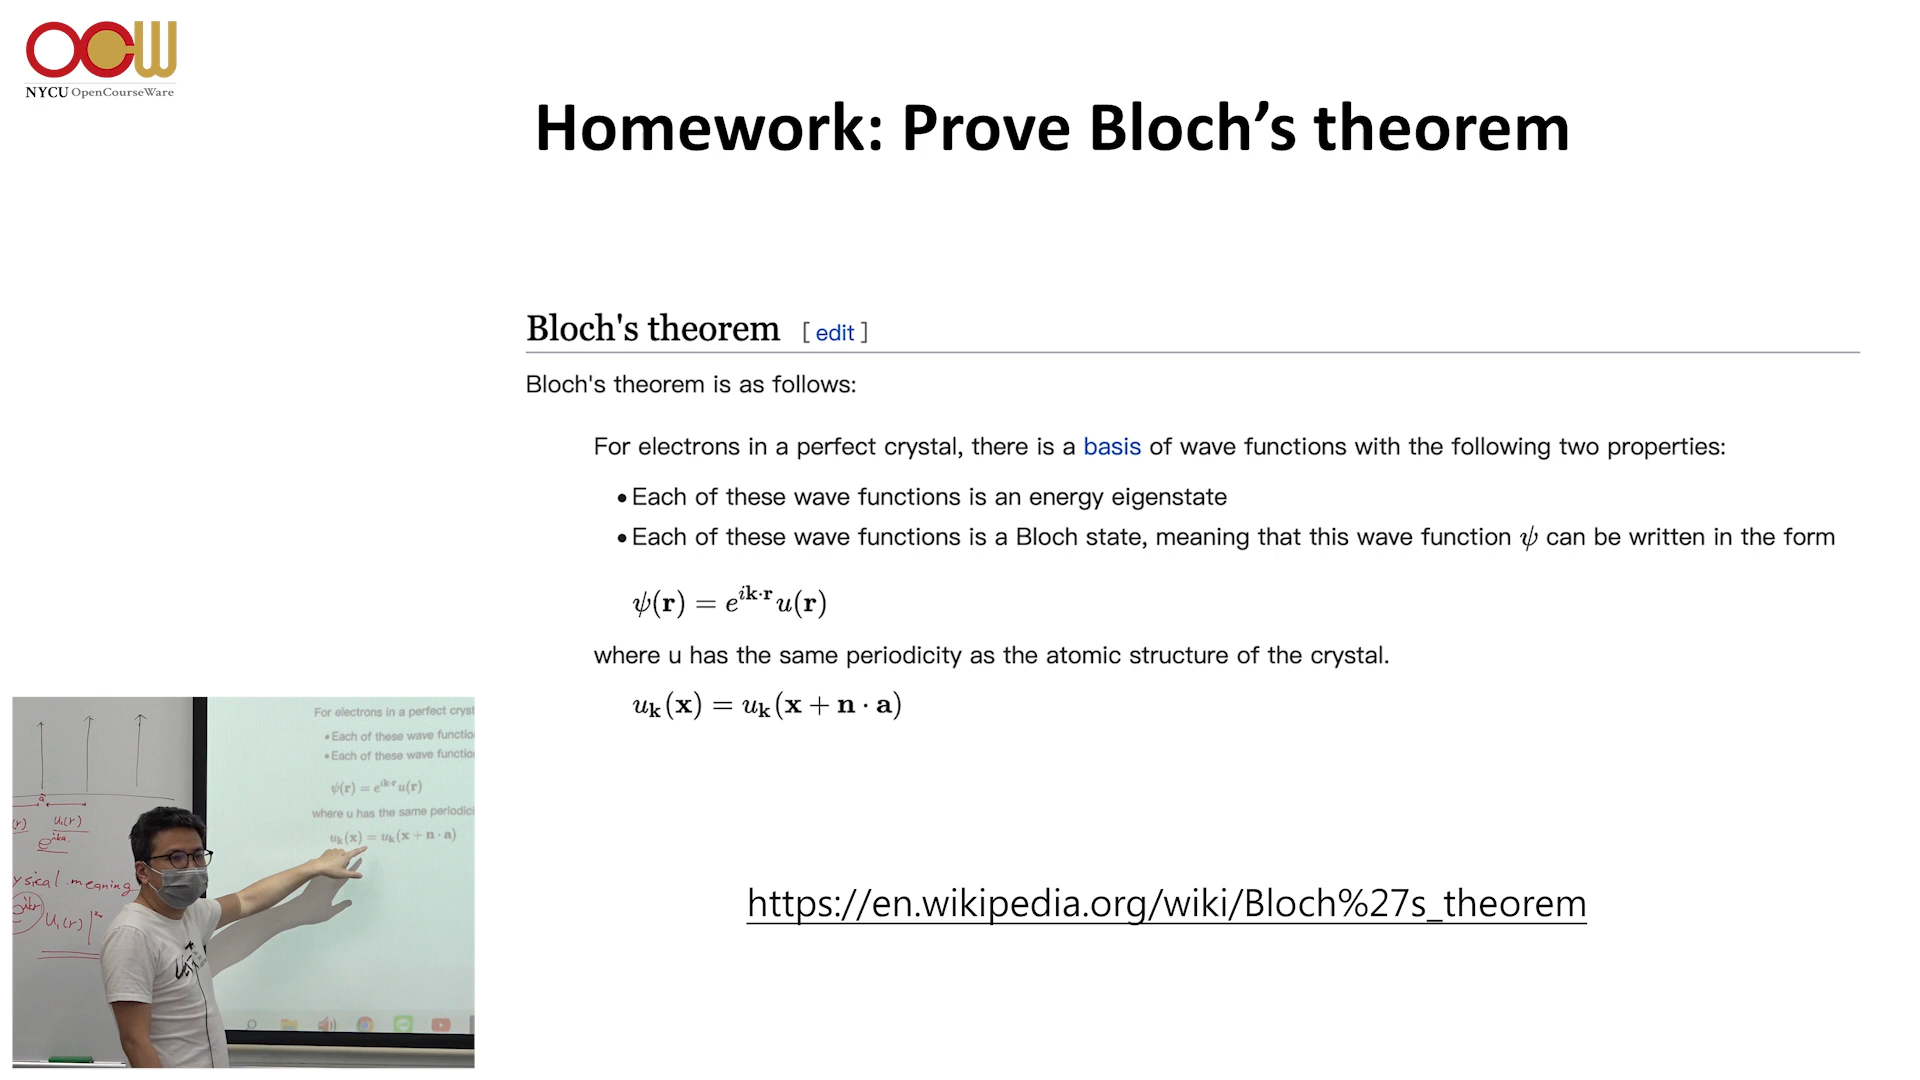 OCW
NYCU OpenCourseWare
Homework: Prove Bloch’s theorem
Bloch's theorem [ edit ]
Bloch's theorem is as follows:
For electrons in a perfect crystal, there is a basis of wave functions with the following two properties:
• Each of these wave functions is an energy eigenstate
• Each of these wave functions is a Bloch state, meaning that this wave function ψ can be written in the form
ψ(r) = e^{ik·r} u(r)
where u has the same periodicity as the atomic structure of the crystal.
u_k(x) = u_k(x + n · a)
https://en.wikipedia.org/wiki/Bloch%27s_theorem
For electrons in a perfect cryst
• Each of these wave functio
• Each of these wave functio
ψ(r) = e^{ik·r} u(r)
where u has the same periodici
u_k(x) = u_k(x + n · a)
a
u₁(r)
e^{ika}
ysical meaning
e^{ikr} u₁(r)|²